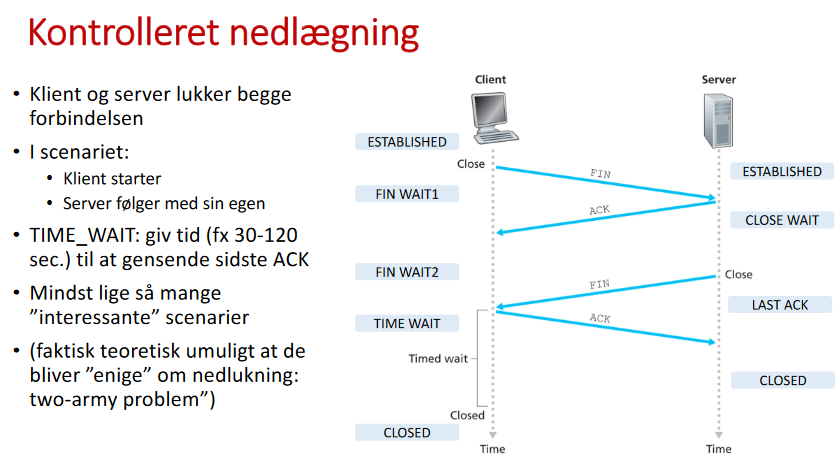 Kontrolleret nedlægning
• Klient og server lukker begge
forbindelsen
• I scenariet:
• Klient starter
• Server følger med sin egen
• TIME_WAIT: giv tid (fx 30-120
sec.) til at gensende sidste ACK
• Mindst lige så mange
”interessante” scenarier
• (faktisk teoretisk umuligt at de
bliver ”enige” om nedlukning:
two-army problem”)
Client
Server
ESTABLISHED
Close
FIN
ESTABLISHED
FIN WAIT1
ACK
CLOSE WAIT
FIN WAIT2
Close
FIN
LAST ACK
TIME WAIT
ACK
Timed wait
CLOSED
Closed
CLOSED
Time
Time